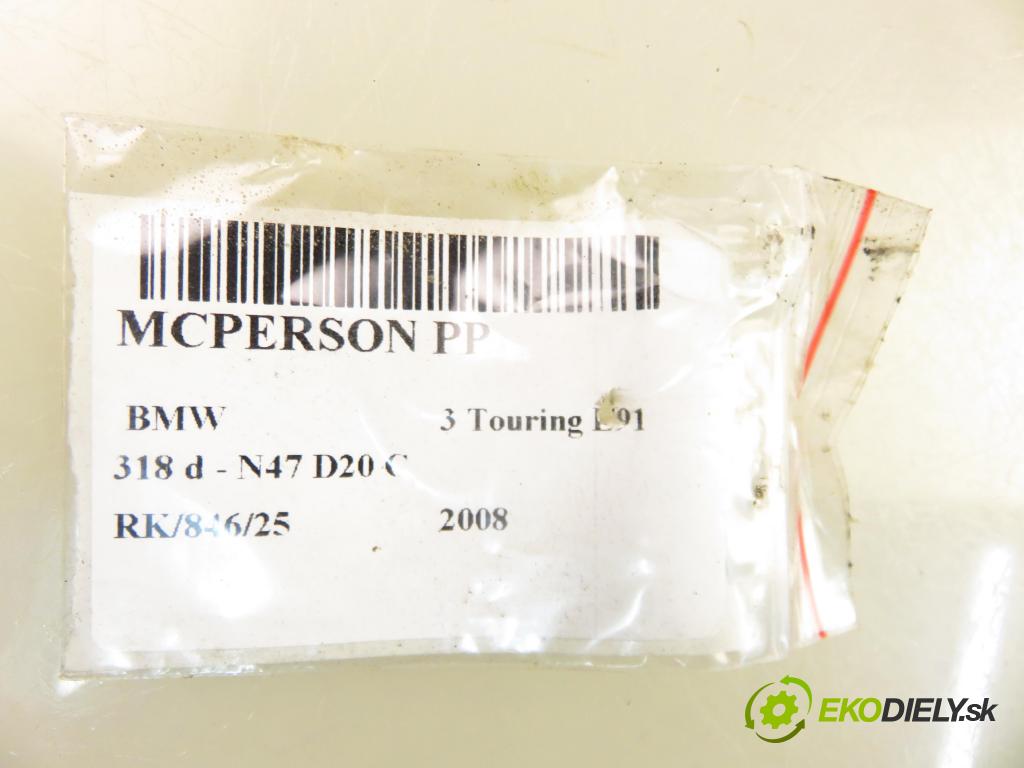 MCPERSON PP
BMW 3 Touring E91
318 d - N47 D20 C
RK/846/25 2008
EKODIELY.sk